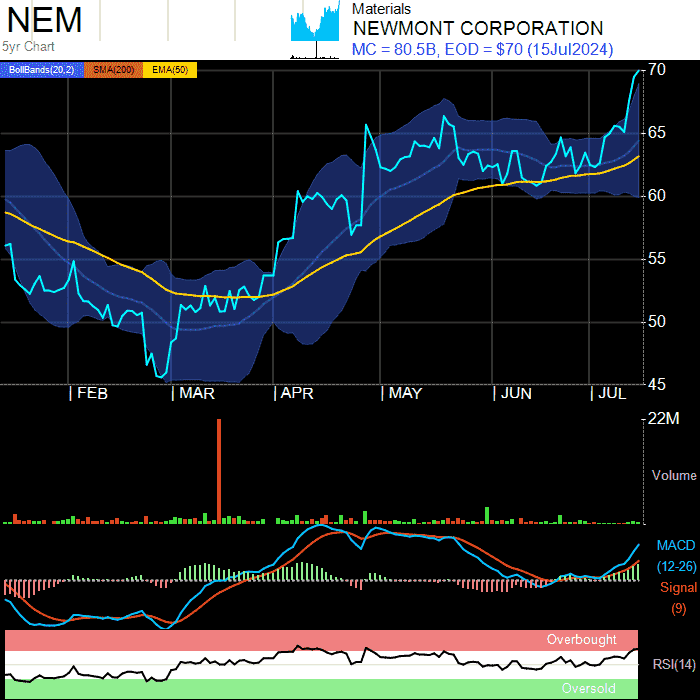 NEM
5yr Chart
Materials
NEWMONT CORPORATION
MC = 80.5B, EOD = $70 (15Jul2024)
BollBands(20,2) SMA(200) EMA(50)
70
65
60
55
50
45
FEB MAR APR MAY JUN JUL
22M
Volume
MACD
(12-26)
Signal
(9)
Overbought
RSI(14)
Oversold